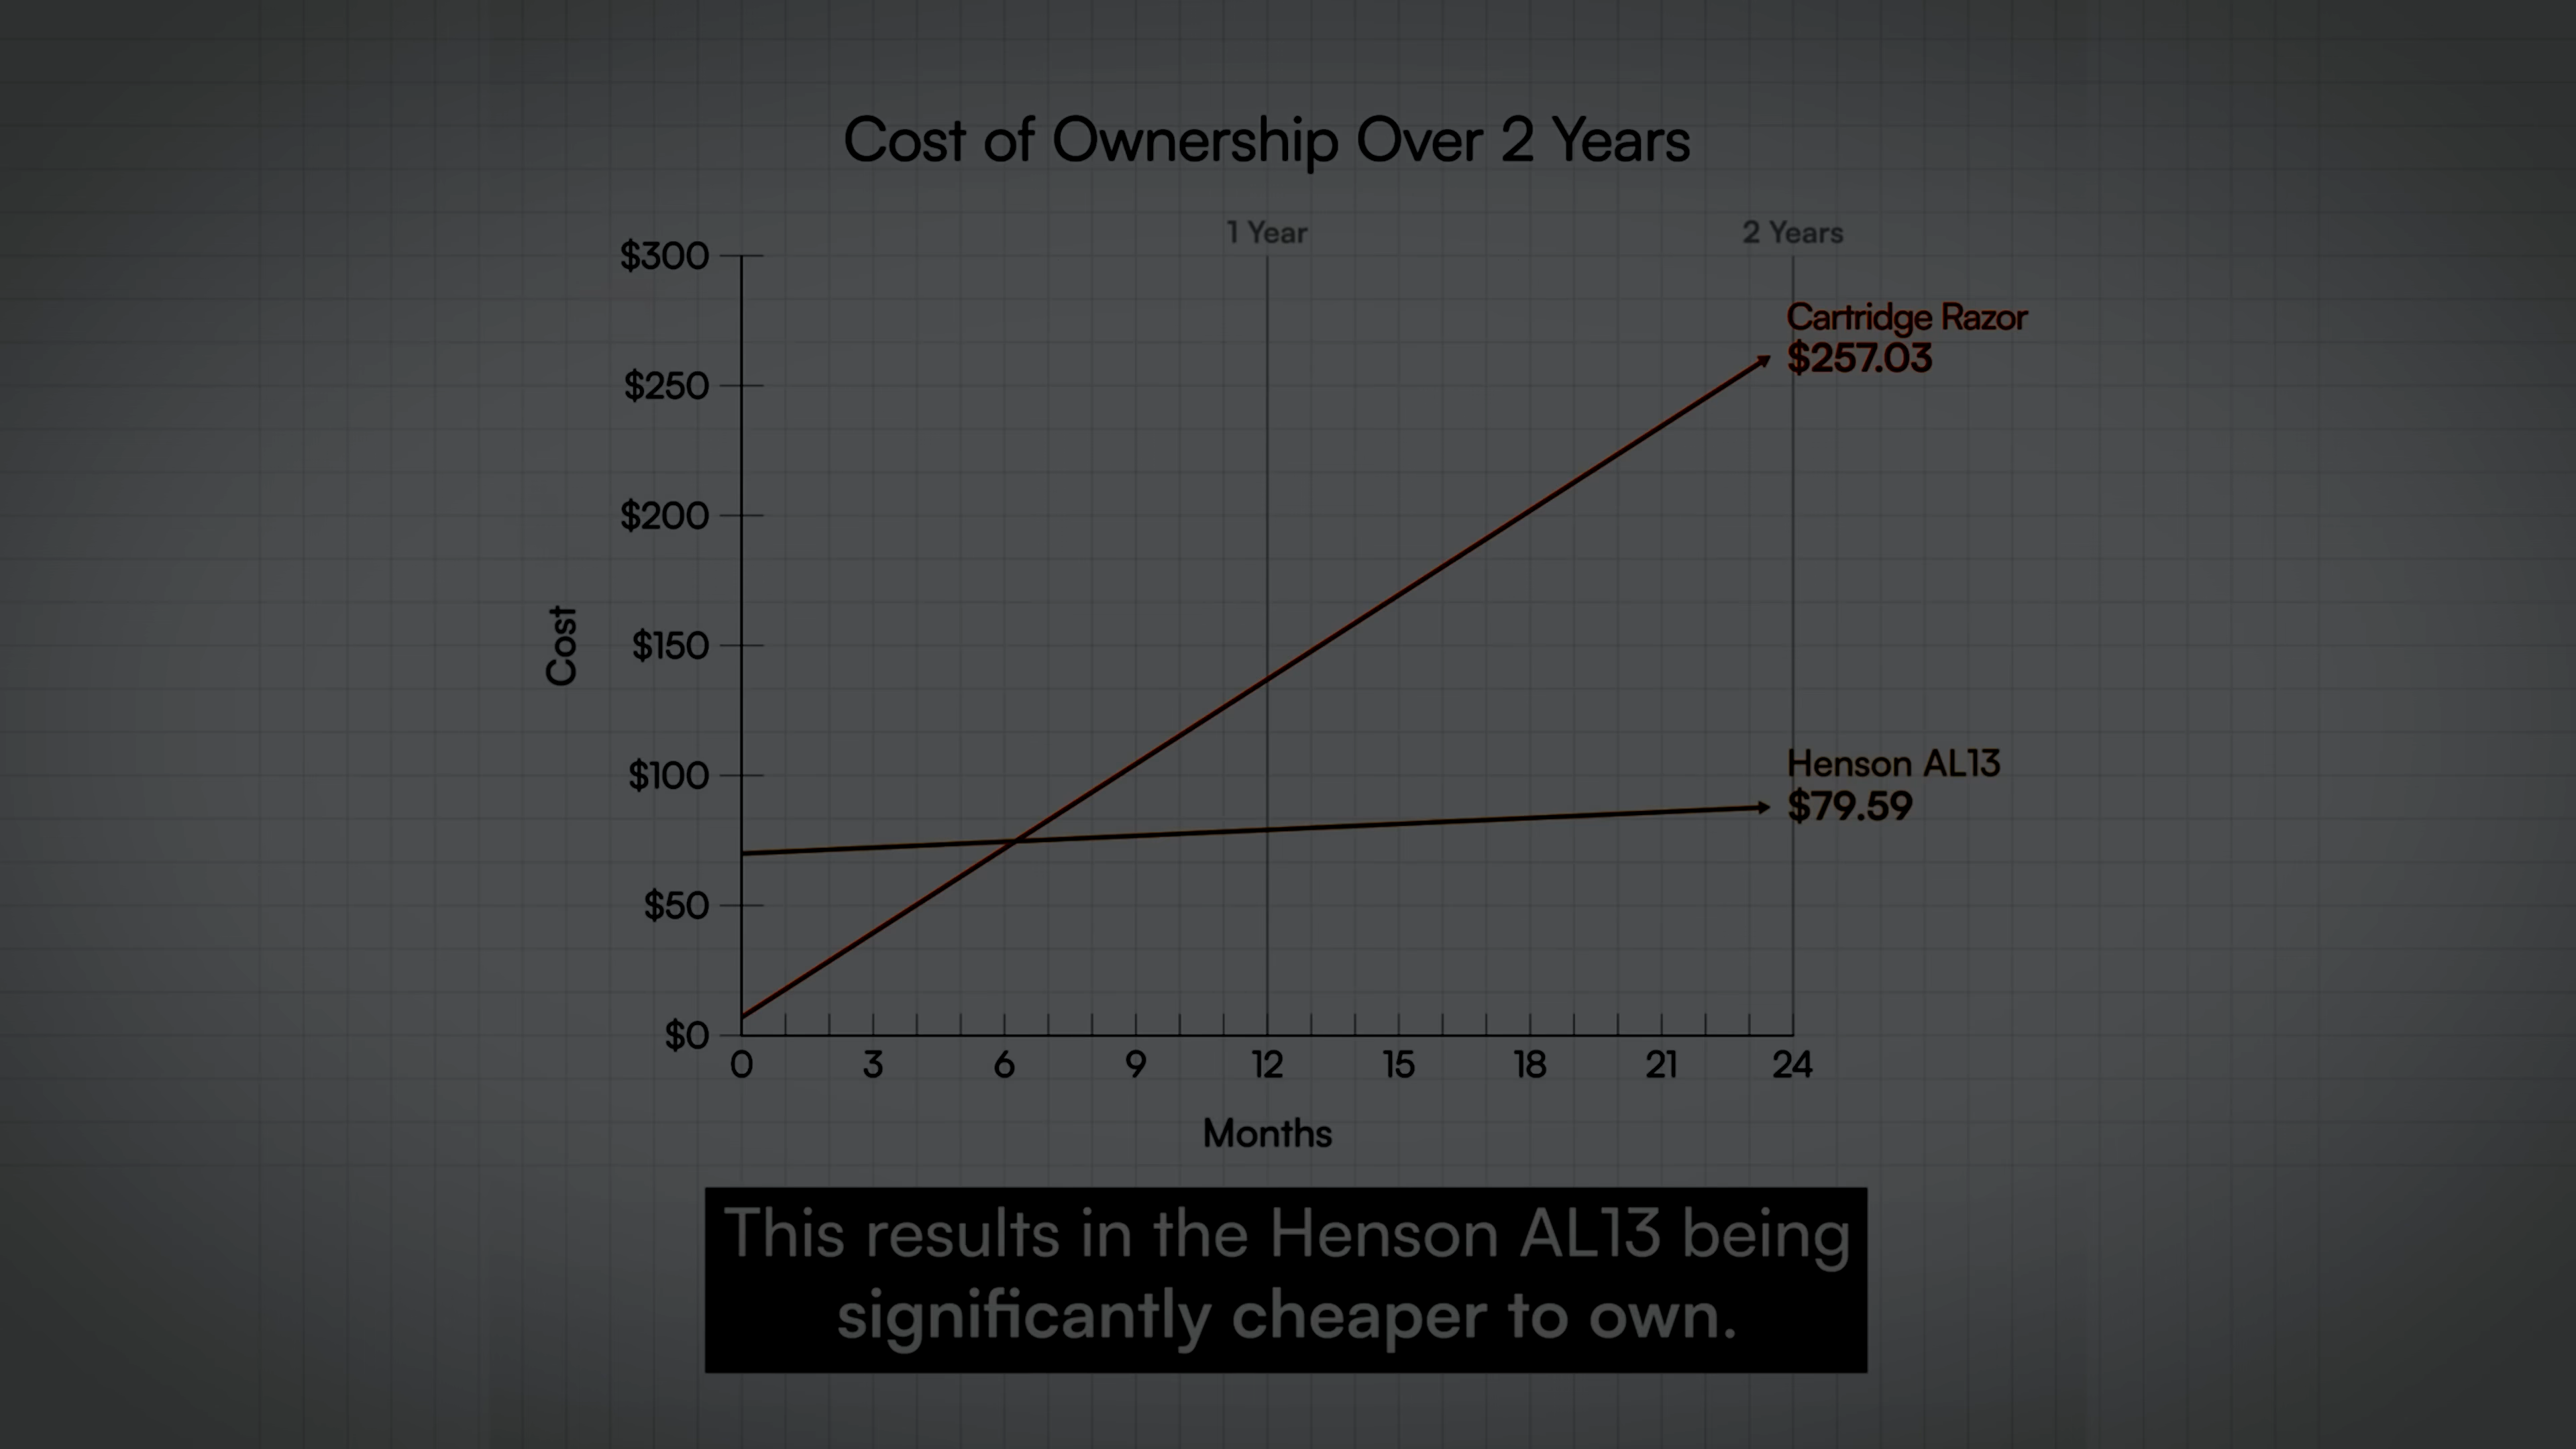 Cost of Ownership Over 2 Years
1 Year
2 Years
$300
Cartridge Razor
$257.03
$250
$200
Cost
$150
$100
Henson AL13
$79.59
$50
$0
0 3 6 9 12 15 18 21 24
Months
This results in the Henson AL13 being
significantly cheaper to own.